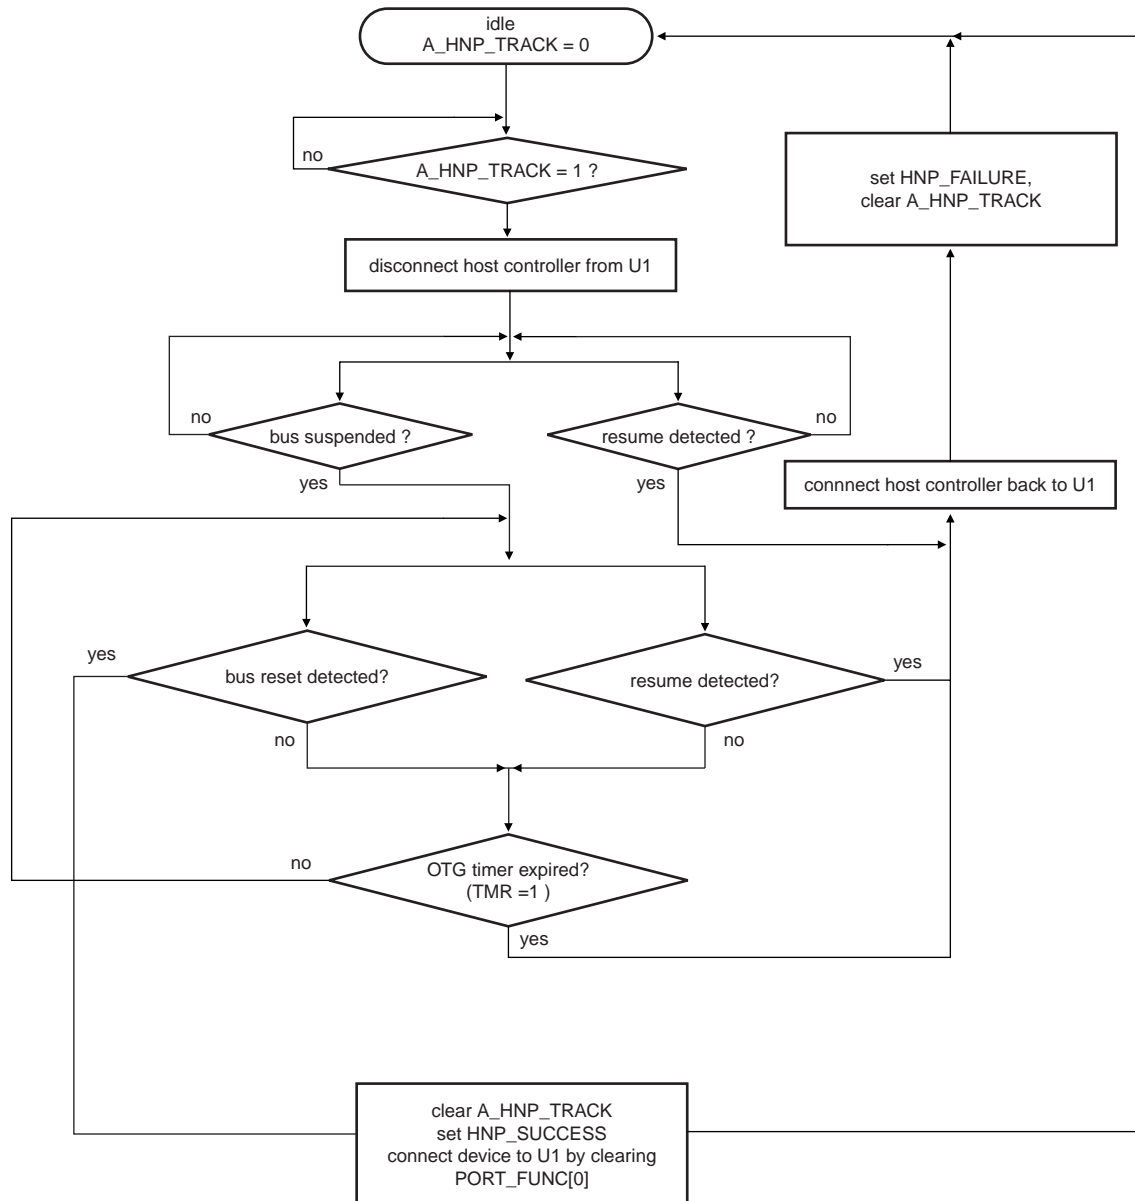 idle
A_HNP_TRACK = 0
no
A_HNP_TRACK = 1 ?
set HNP_FAILURE,
clear A_HNP_TRACK
disconnect host controller from U1
no
bus suspended ?
resume detected ?
no
yes
yes
connnect host controller back to U1
yes
bus reset detected?
resume detected?
yes
no
no
no
OTG timer expired?
(TMR =1 )
yes
clear A_HNP_TRACK
set HNP_SUCCESS
connect device to U1 by clearing
PORT_FUNC[0]